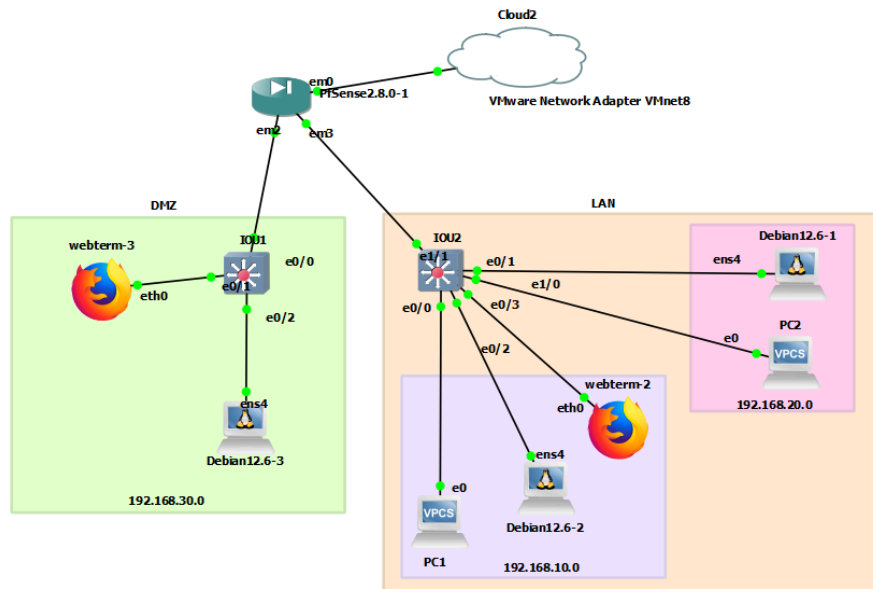 Cloud2
em0
PfSense2.8.0-1
VMware Network Adapter VMnet8
em2
em3
DMZ
LAN
webterm-3
IOU1
e0/0
e0/1
eth0
e0/2
ens4
Debian12.6-3
192.168.30.0
IOU2
e1/1
e0/1
ens4
Debian12.6-1
e1/0
e0/0
e0/3
PC2
e0
VPCS
e0/2
webterm-2
eth0
192.168.20.0
ens4
e0
VPCS
Debian12.6-2
PC1
192.168.10.0